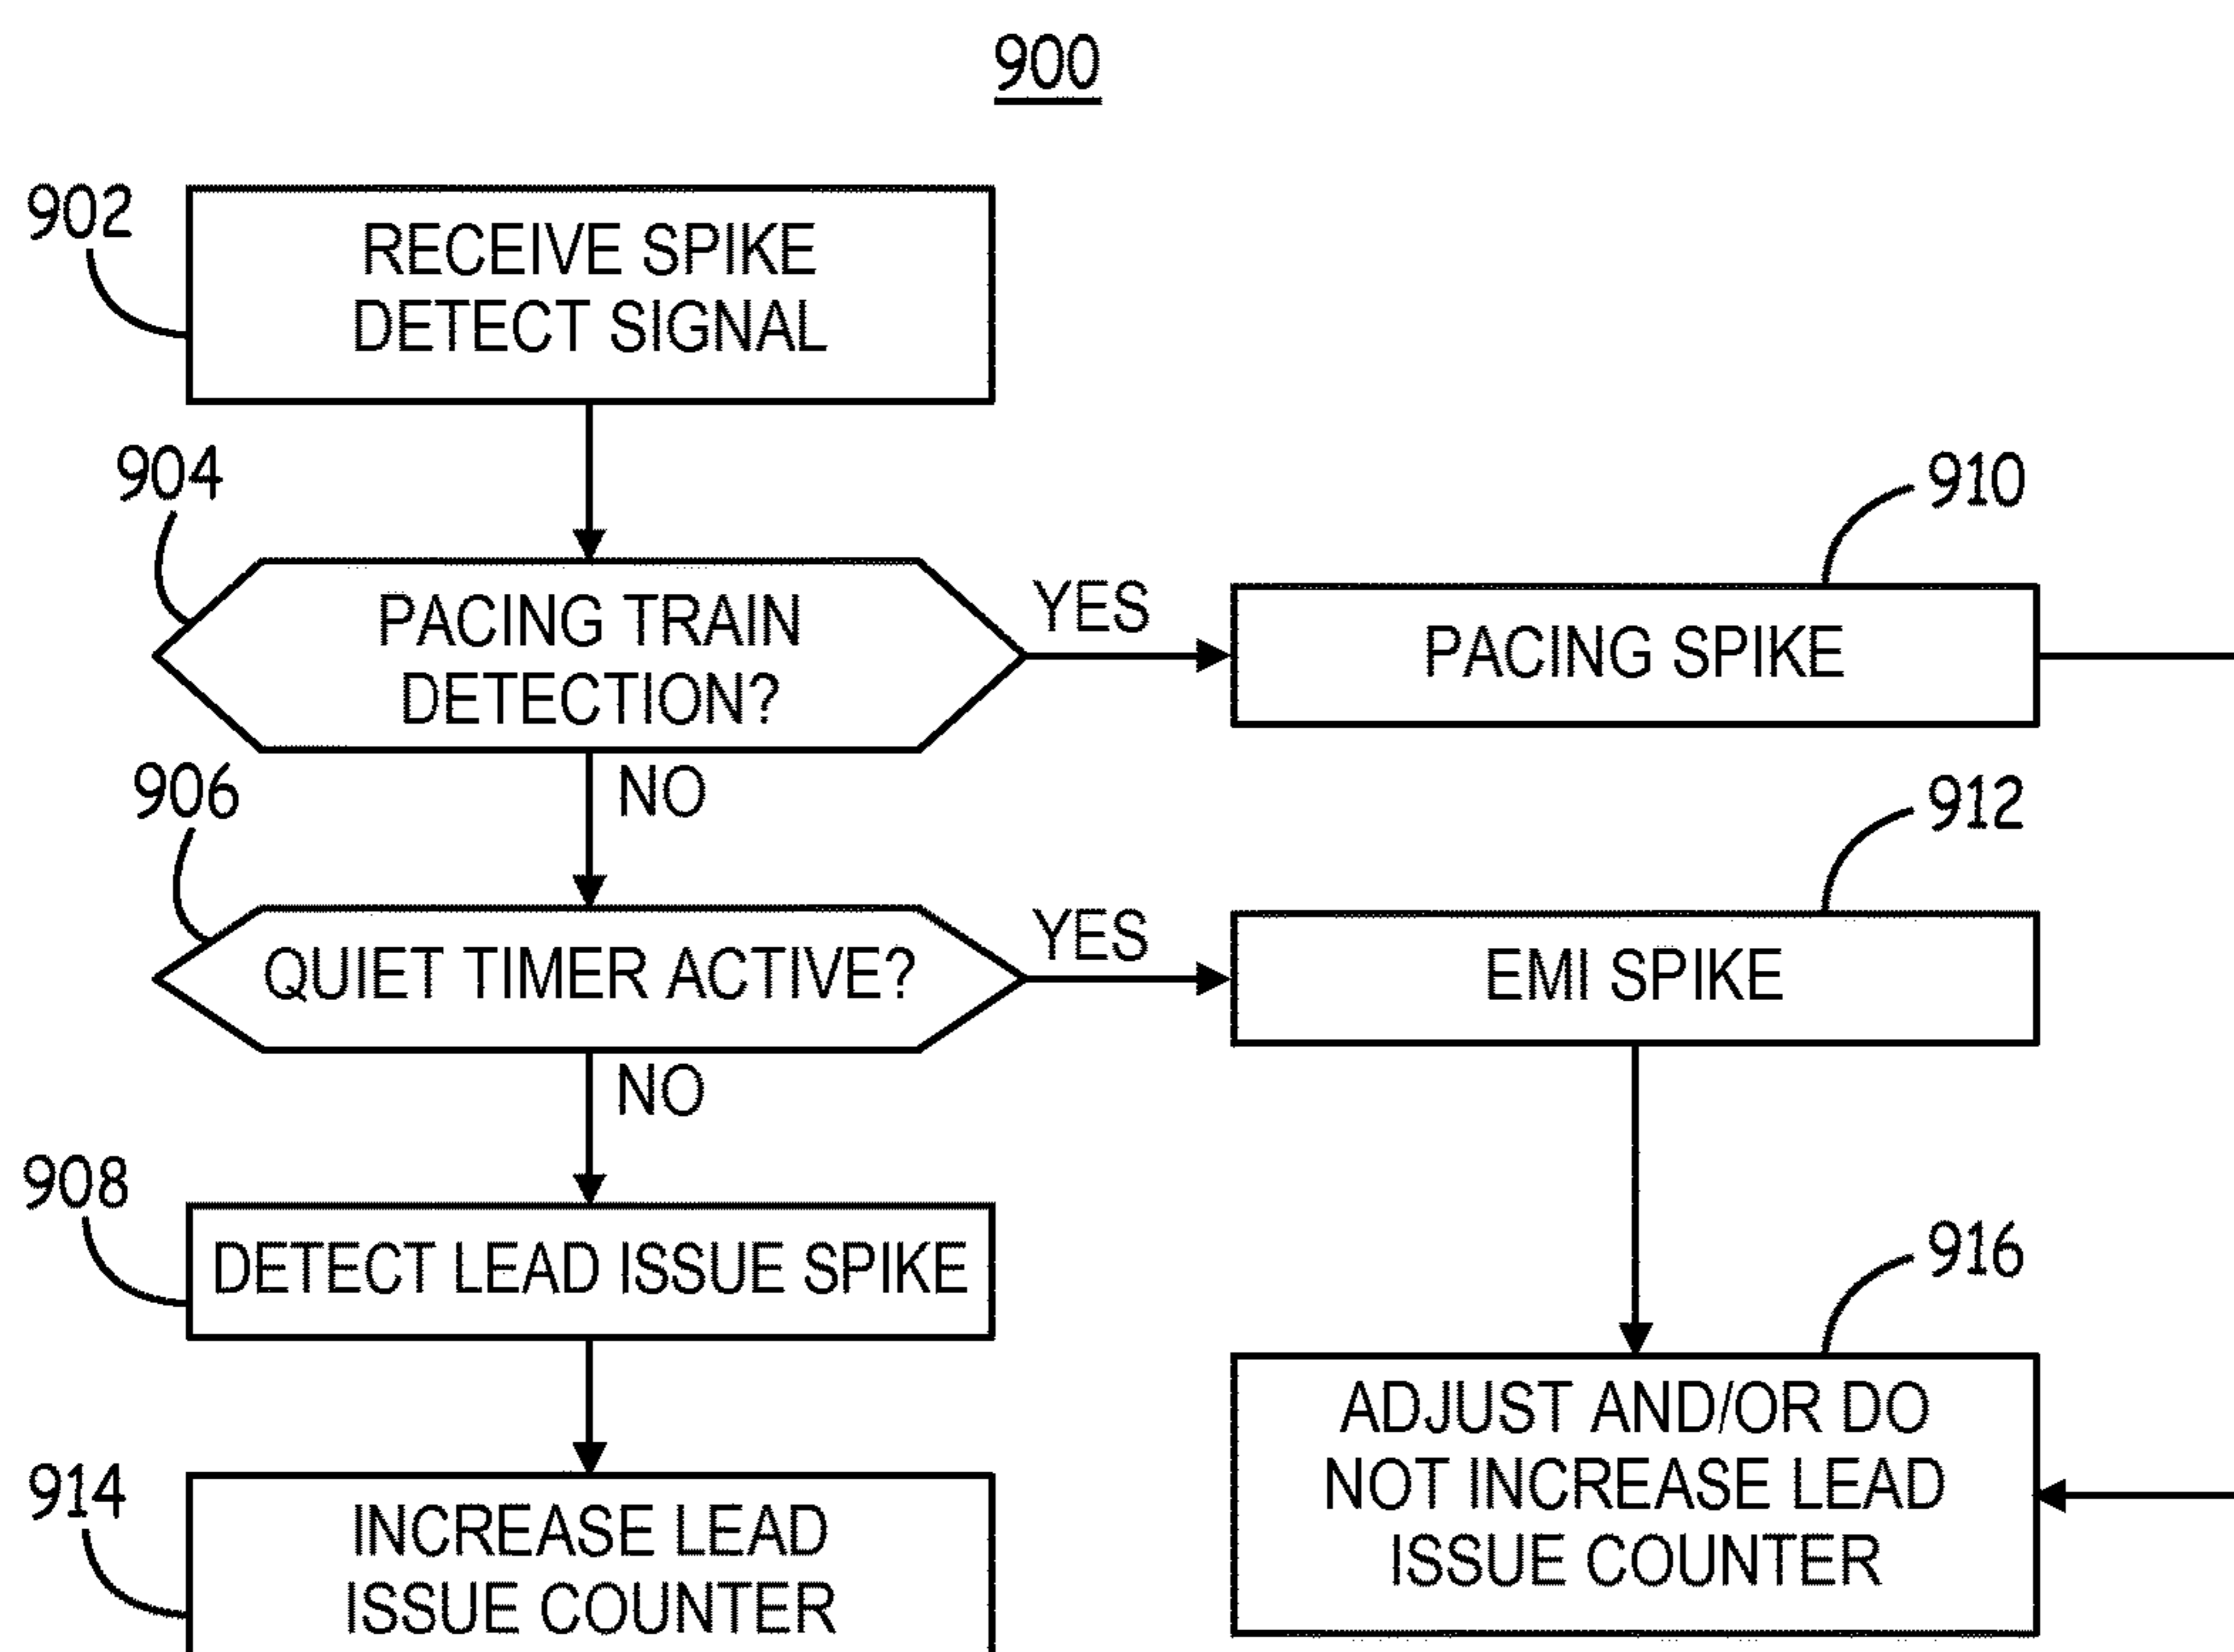 900
902
RECEIVE SPIKE
DETECT SIGNAL
904
PACING TRAIN
DETECTION?
YES
910
PACING SPIKE
NO
906
QUIET TIMER ACTIVE?
YES
912
EMI SPIKE
NO
908
DETECT LEAD ISSUE SPIKE
916
ADJUST AND/OR DO
NOT INCREASE LEAD
ISSUE COUNTER
914
INCREASE LEAD
ISSUE COUNTER